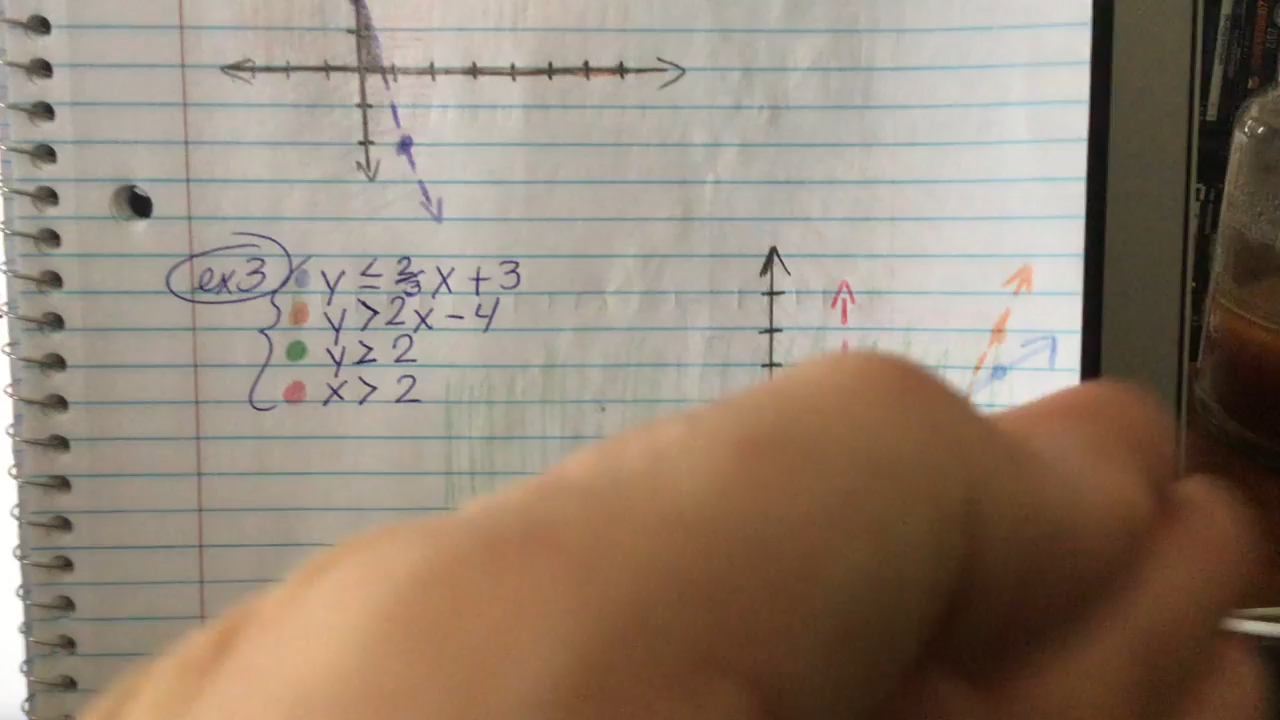 ex3 y ≤ 2/3 x + 3
y > 2x - 4
y ≥ 2
x > 2